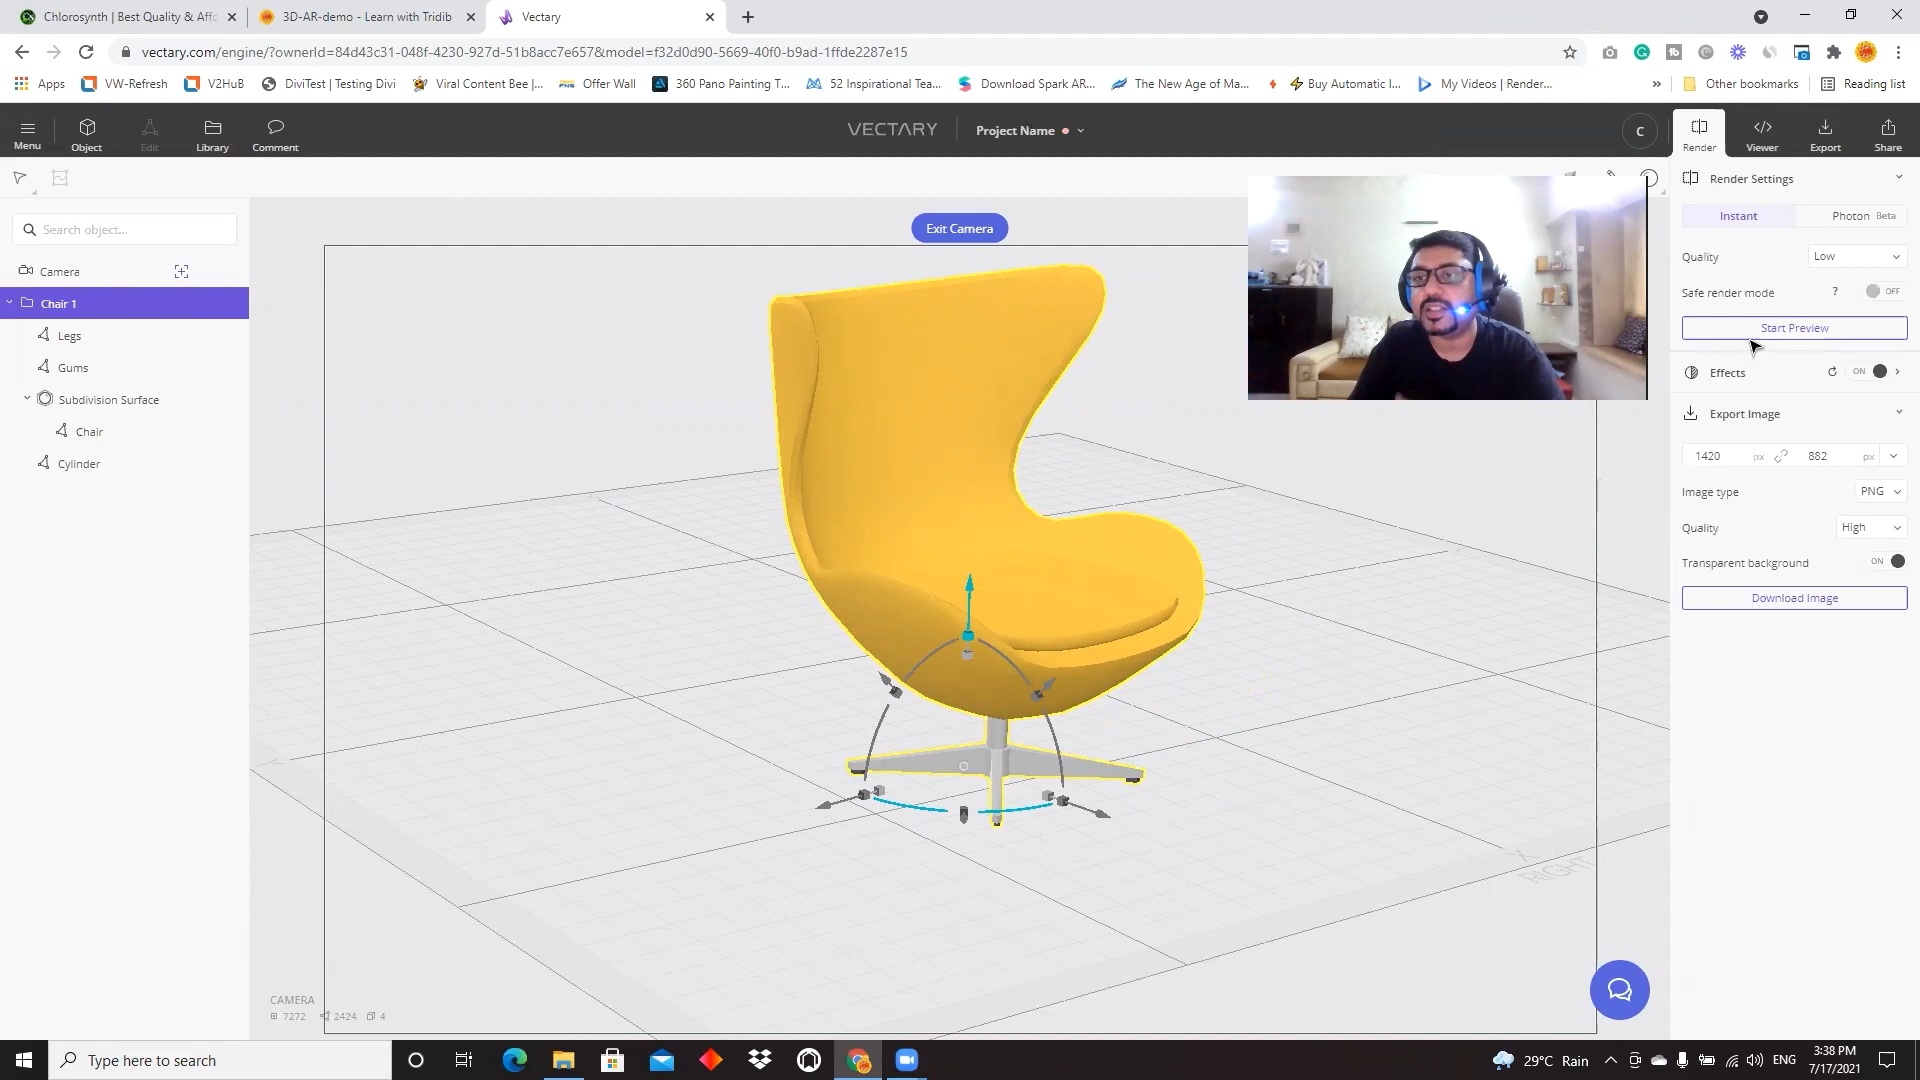 Chlorosynth | Best Quality & Affo
3D-AR-demo - Learn with Tridib
Vectary
vectary.com/engine/?ownerId=84d43c31-048f-4230-927d-51b8acc7e657&model=f32d0d90-5669-40f0-b9ad-1ffde2287e15
Apps
VW-Refresh
V2HuB
DiviTest | Testing Divi
Viral Content Bee |...
Offer Wall
360 Pano Painting T...
52 Inspirational Tea...
Download Spark AR...
The New Age of Ma...
Buy Automatic I...
My Videos | Render...
»
Other bookmarks
Reading list
Menu
Object
Edit
Library
Comment
VECTARY
Project Name
C
Render
Viewer
Export
Share
Search object...
Camera
Chair 1
Legs
Gums
Subdivision Surface
Chair
Cylinder
Exit Camera
X
RIGHT
CAMERA
7272 2424 4
Render Settings
Instant
Photon Beta
Quality
Low
Safe render mode
?
OFF
Start Preview
Effects
ON
Export Image
1420 px
882 px
Image type
PNG
Quality
High
Transparent background
ON
Download Image
Type here to search
29°C Rain
ENG
3:38 PM
7/17/2021